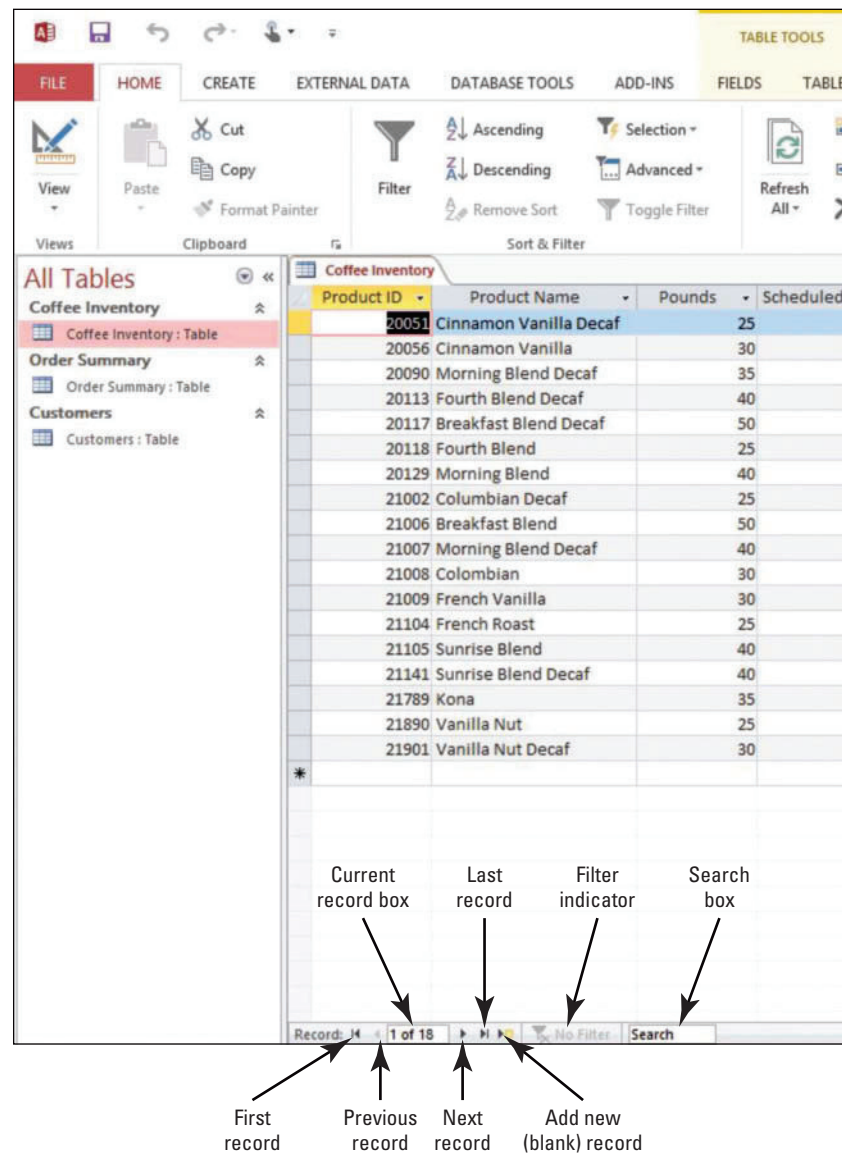 TABLE TOOLS
FILE HOME CREATE EXTERNAL DATA DATABASE TOOLS ADD-INS FIELDS TABLE
View
Views
Paste
Cut
Copy
Format Painter
Clipboard
Filter
Ascending
Descending
Remove Sort
Selection
Advanced
Toggle Filter
Sort & Filter
Refresh
All
All Tables
Coffee Inventory
Coffee Inventory : Table
Order Summary
Order Summary : Table
Customers
Customers : Table
Coffee Inventory
Product ID Product Name Pounds Scheduled
20051 Cinnamon Vanilla Decaf 25
20056 Cinnamon Vanilla 30
20090 Morning Blend Decaf 35
20113 Fourth Blend Decaf 40
20117 Breakfast Blend Decaf 50
20118 Fourth Blend 25
20129 Morning Blend 40
21002 Columbian Decaf 25
21006 Breakfast Blend 50
21007 Morning Blend Decaf 40
21008 Colombian 30
21009 French Vanilla 30
21104 French Roast 25
21105 Sunrise Blend 40
21141 Sunrise Blend Decaf 40
21789 Kona 35
21890 Vanilla Nut 25
21901 Vanilla Nut Decaf 30
Current
record box
Last
record
Filter
indicator
Search
box
Record: 1 of 18 No Filter Search
First
record
Previous
record
Next
record
Add new
(blank) record